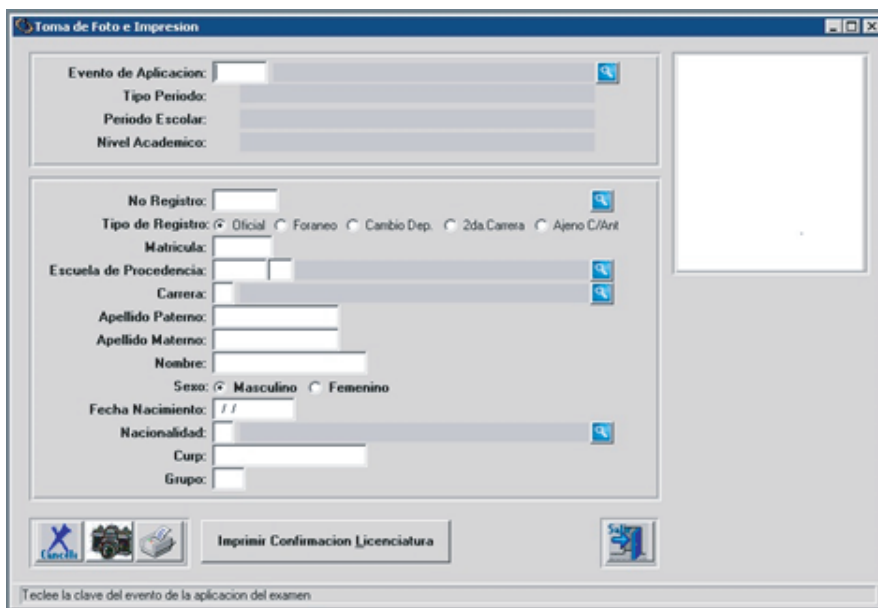 Toma de Foto e Impresion
Evento de Aplicacion:
Tipo Periodo:
Periodo Escolar:
Nivel Academico:
No Registro:
Tipo de Registro: Oficial Foraneo Cambio Dep. 2da.Carrera Ajeno C/Ant
Matricula:
Escuela de Procedencia:
Carrera:
Apellido Paterno:
Apellido Materno:
Nombre:
Sexo: Masculino Femenino
Fecha Nacimiento: / /
Nacionalidad:
Curp:
Grupo:
Cancela Imprimir Confirmacion Licenciatura Salir
Teclee la clave del evento de la aplicacion del examen